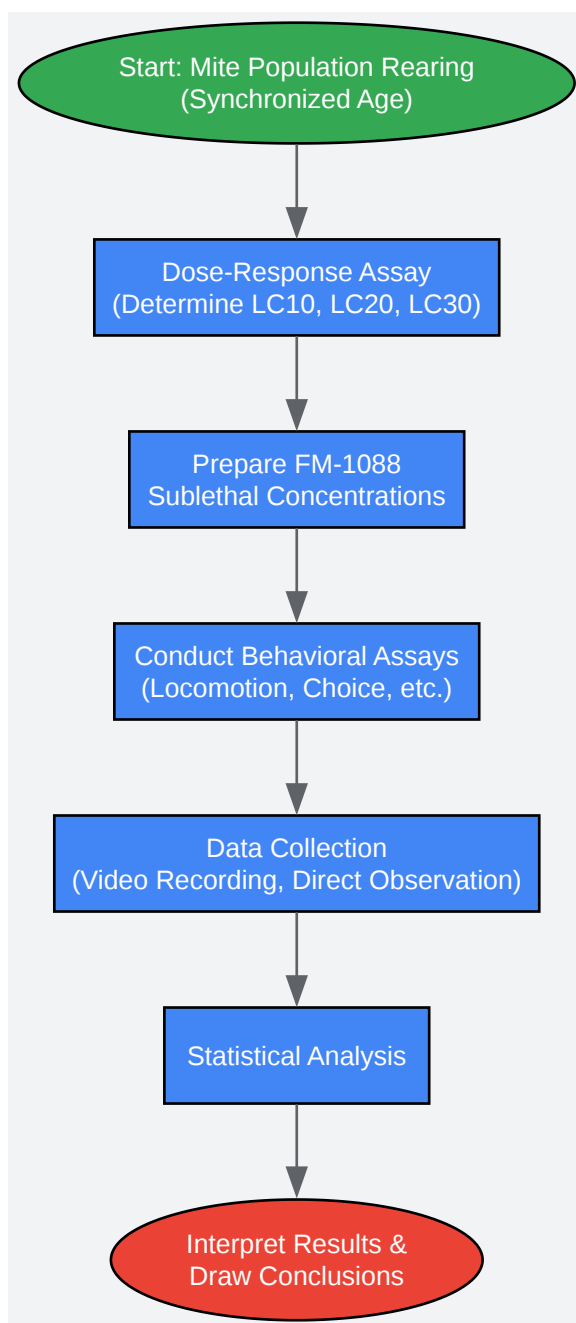 Start: Mite Population Rearing
(Synchronized Age)
Dose-Response Assay
(Determine LC10, LC20, LC30)
Prepare FM-1088
Sublethal Concentrations
Conduct Behavioral Assays
(Locomotion, Choice, etc.)
Data Collection
(Video Recording, Direct Observation)
Statistical Analysis
Interpret Results &
Draw Conclusions